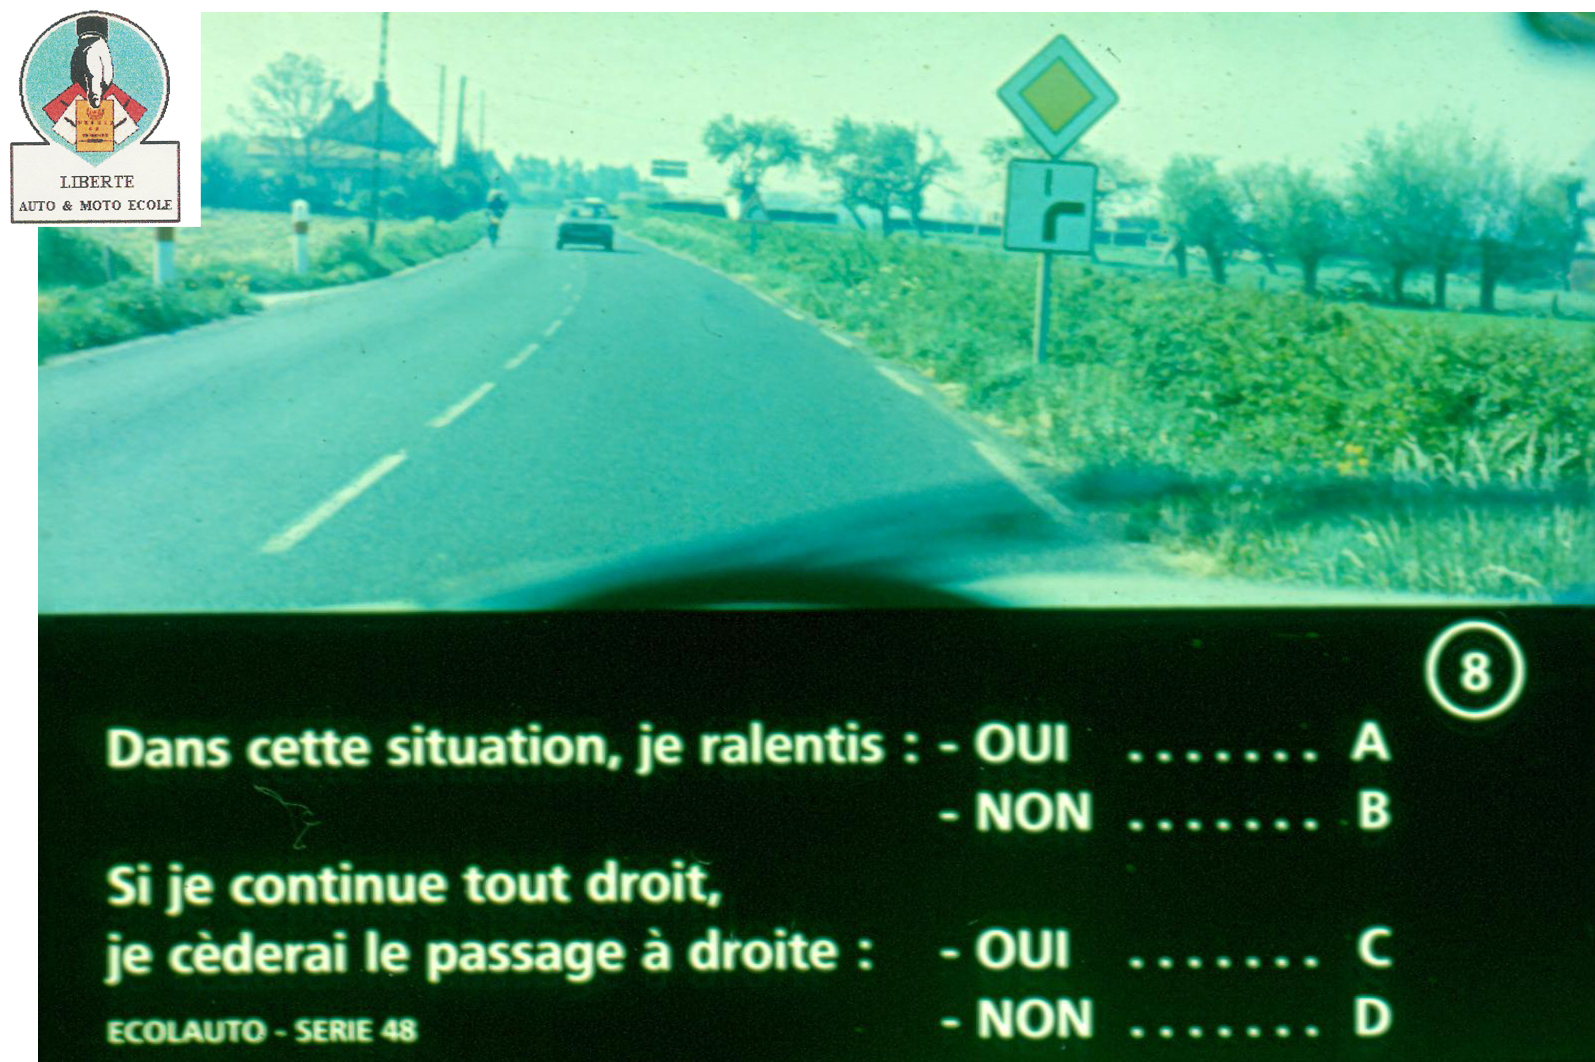 LIBERTE
AUTO & MOTO ECOLE
8
Dans cette situation, je ralentis : - OUI ....... A
- NON ....... B
Si je continue tout droit,
je cèderai le passage à droite : - OUI ....... C
- NON ....... D
ECOLAUTO - SERIE 48